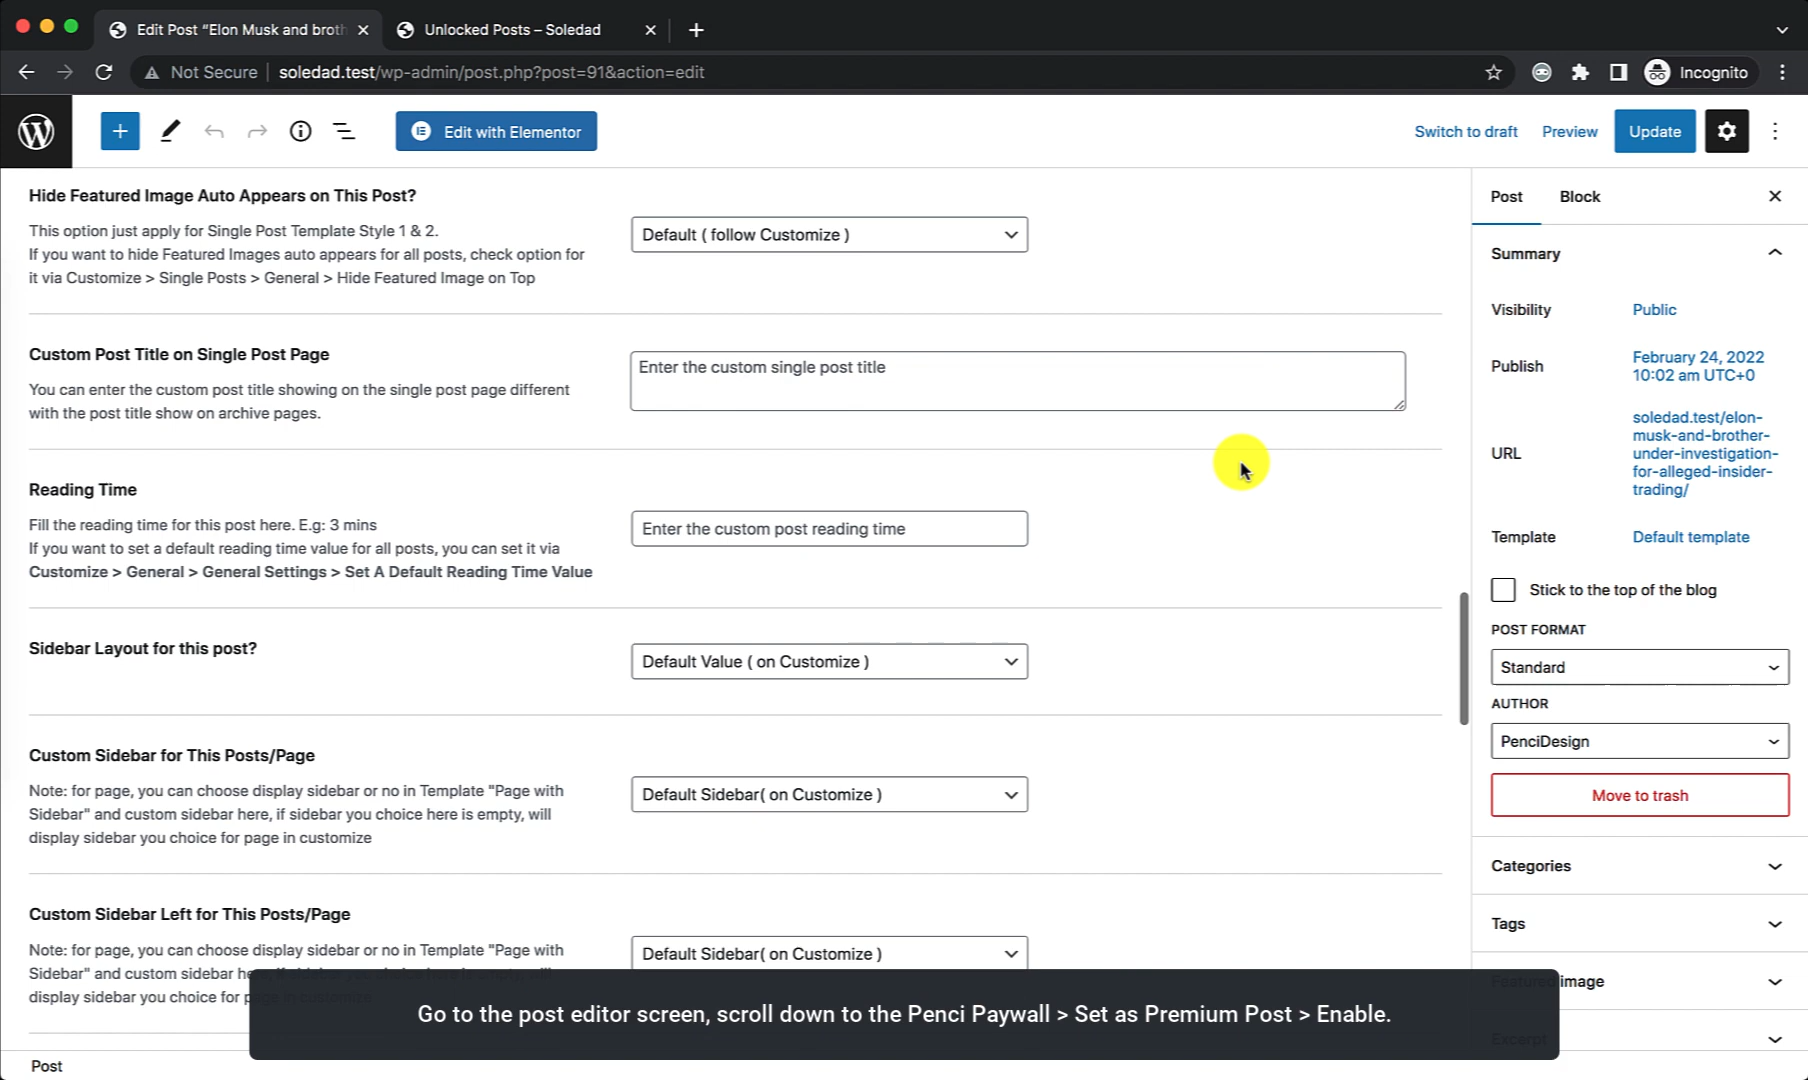 Edit Post “Elon Musk and broth
Unlocked Posts – Soledad
Not Secure
soledad.test/wp-admin/post.php?post=91&action=edit
Incognito
Edit with Elementor
Switch to draft
Preview
Update
Hide Featured Image Auto Appears on This Post?
This option just apply for Single Post Template Style 1 & 2.
If you want to hide Featured Images auto appears for all posts, check option for
it via Customize > Single Posts > General > Hide Featured Image on Top
Default ( follow Customize )
Custom Post Title on Single Post Page
You can enter the custom post title showing on the single post page different
with the post title show on archive pages.
Enter the custom single post title
Reading Time
Fill the reading time for this post here. E.g: 3 mins
If you want to set a default reading time value for all posts, you can set it via
Customize > General > General Settings > Set A Default Reading Time Value
Enter the custom post reading time
Sidebar Layout for this post?
Default Value ( on Customize )
Custom Sidebar for This Posts/Page
Note: for page, you can choose display sidebar or no in Template "Page with
Sidebar" and custom sidebar here, if sidebar you choice here is empty, will
display sidebar you choice for page in customize
Default Sidebar( on Customize )
Custom Sidebar Left for This Posts/Page
Note: for page, you can choose display sidebar or no in Template "Page with
Sidebar" and custom sidebar here, if sidebar you choice here is empty, will
display sidebar you choice for page in customize
Default Sidebar( on Customize )
Post
Post
Block
Summary
Visibility
Public
Publish
February 24, 2022
10:02 am UTC+0
URL
soledad.test/elon-
musk-and-brother-
under-investigation-
for-alleged-insider-
trading/
Template
Default template
Stick to the top of the blog
POST FORMAT
Standard
AUTHOR
PenciDesign
Move to trash
Categories
Tags
Featured image
Excerpt
Go to the post editor screen, scroll down to the Penci Paywall > Set as Premium Post > Enable.